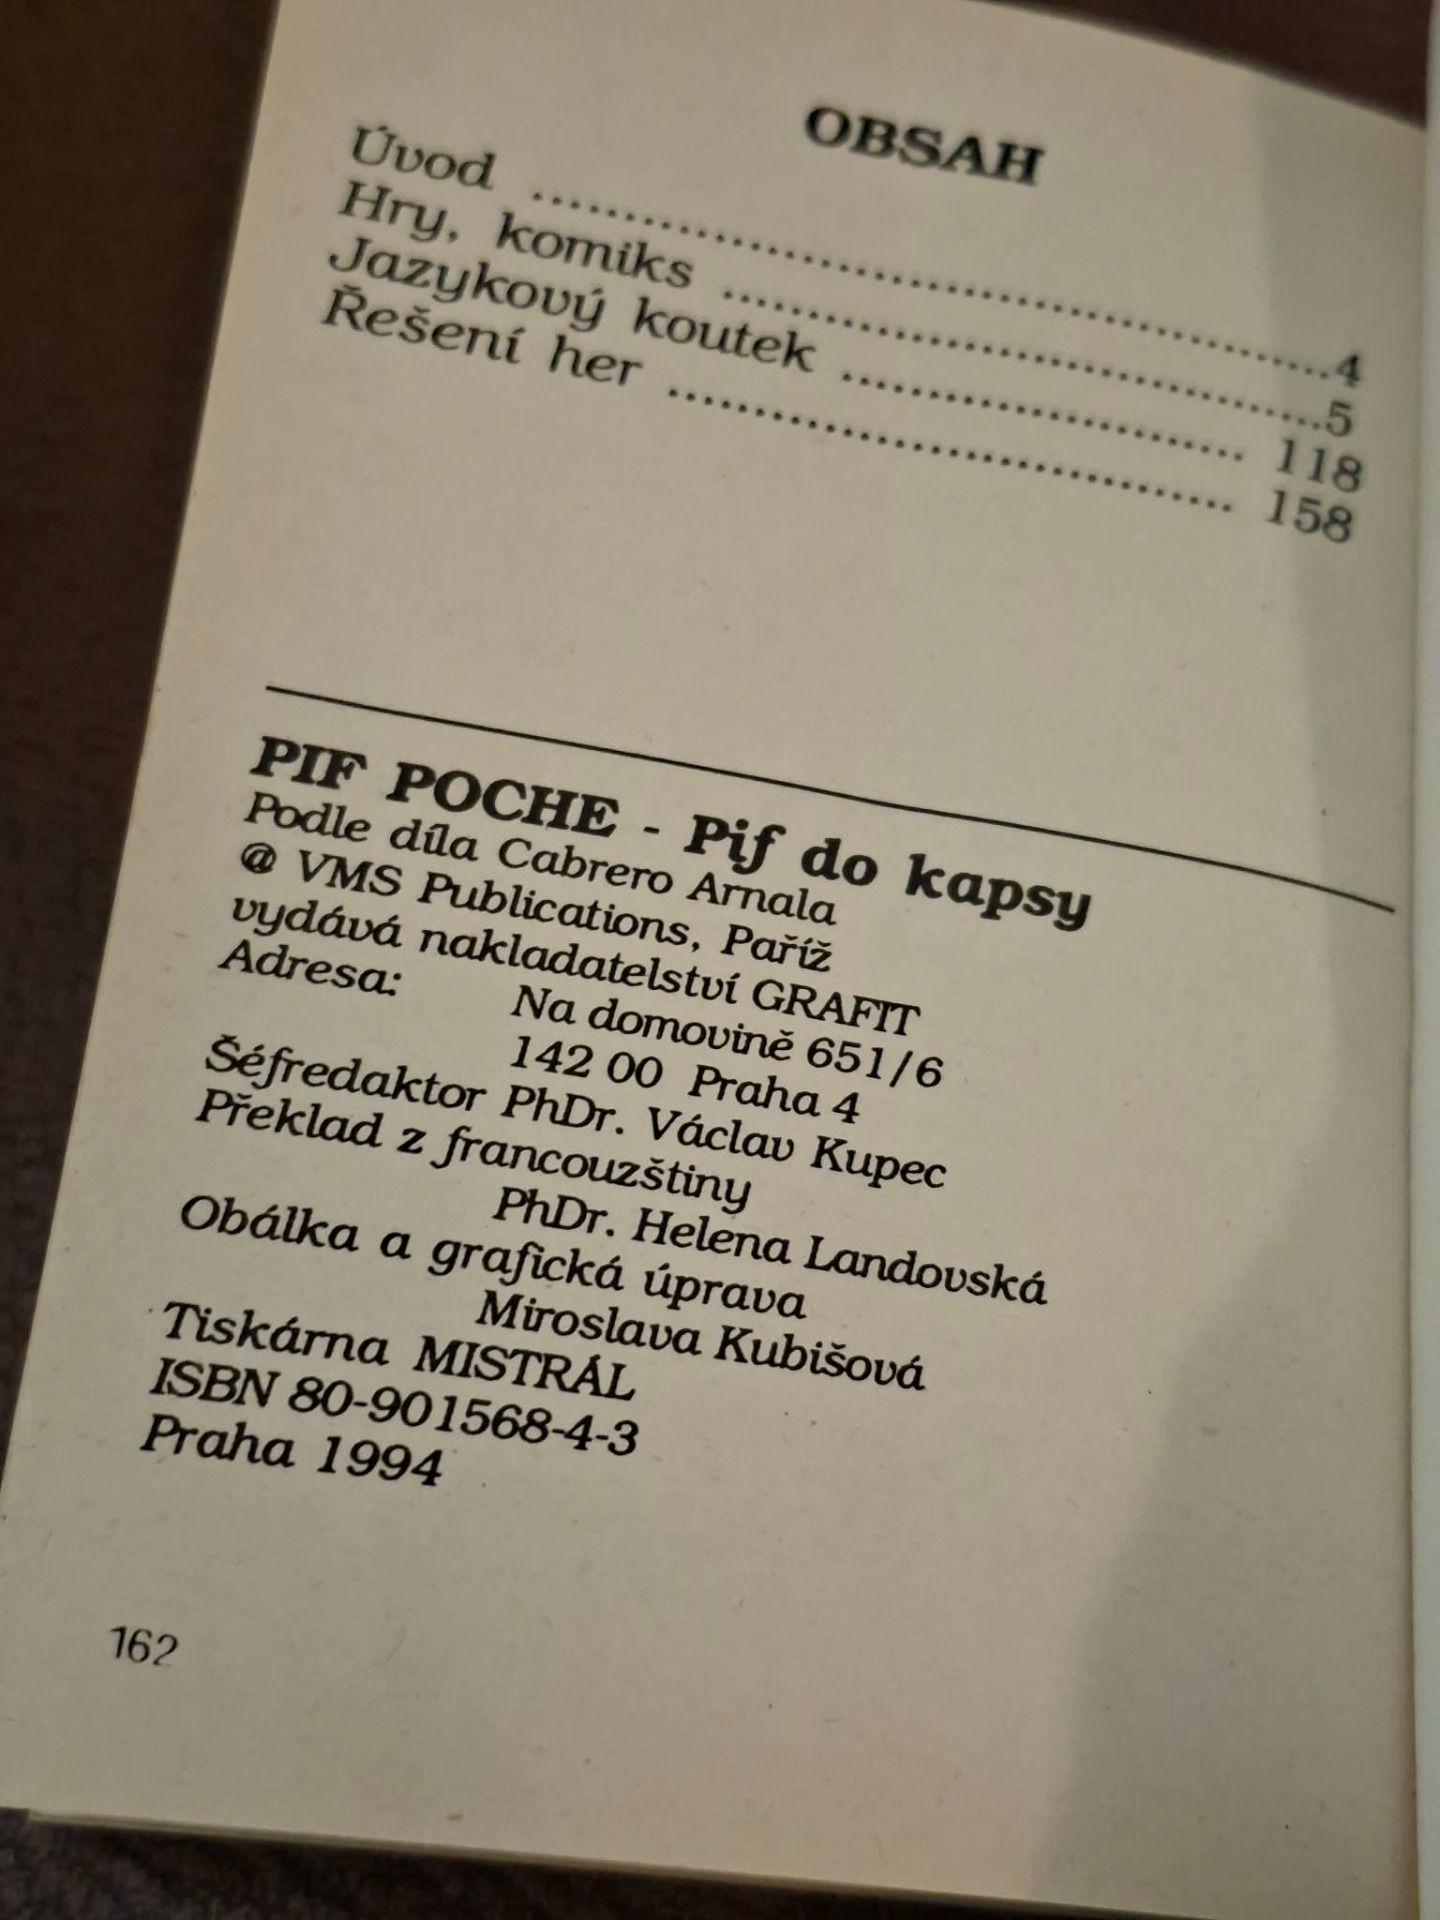 OBSAH
Úvod ........................................................4
Hry, komiks ..........................................5
Jazykový koutek ............................ 118
Řešení her ....................................... 158
PIF POCHE - Pif do kapsy
Podle díla Cabrero Arnala
@ VMS Publications, Paříž
vydává nakladatelství GRAFIT
Adresa: Na domovině 651/6
142 00 Praha 4
Šéfredaktor PhDr. Václav Kupec
Překlad z francouzštiny
PhDr. Helena Landovská
Obálka a grafická úprava
Miroslava Kubišová
Tiskárna MISTRÁL
ISBN 80-901568-4-3
Praha 1994
162